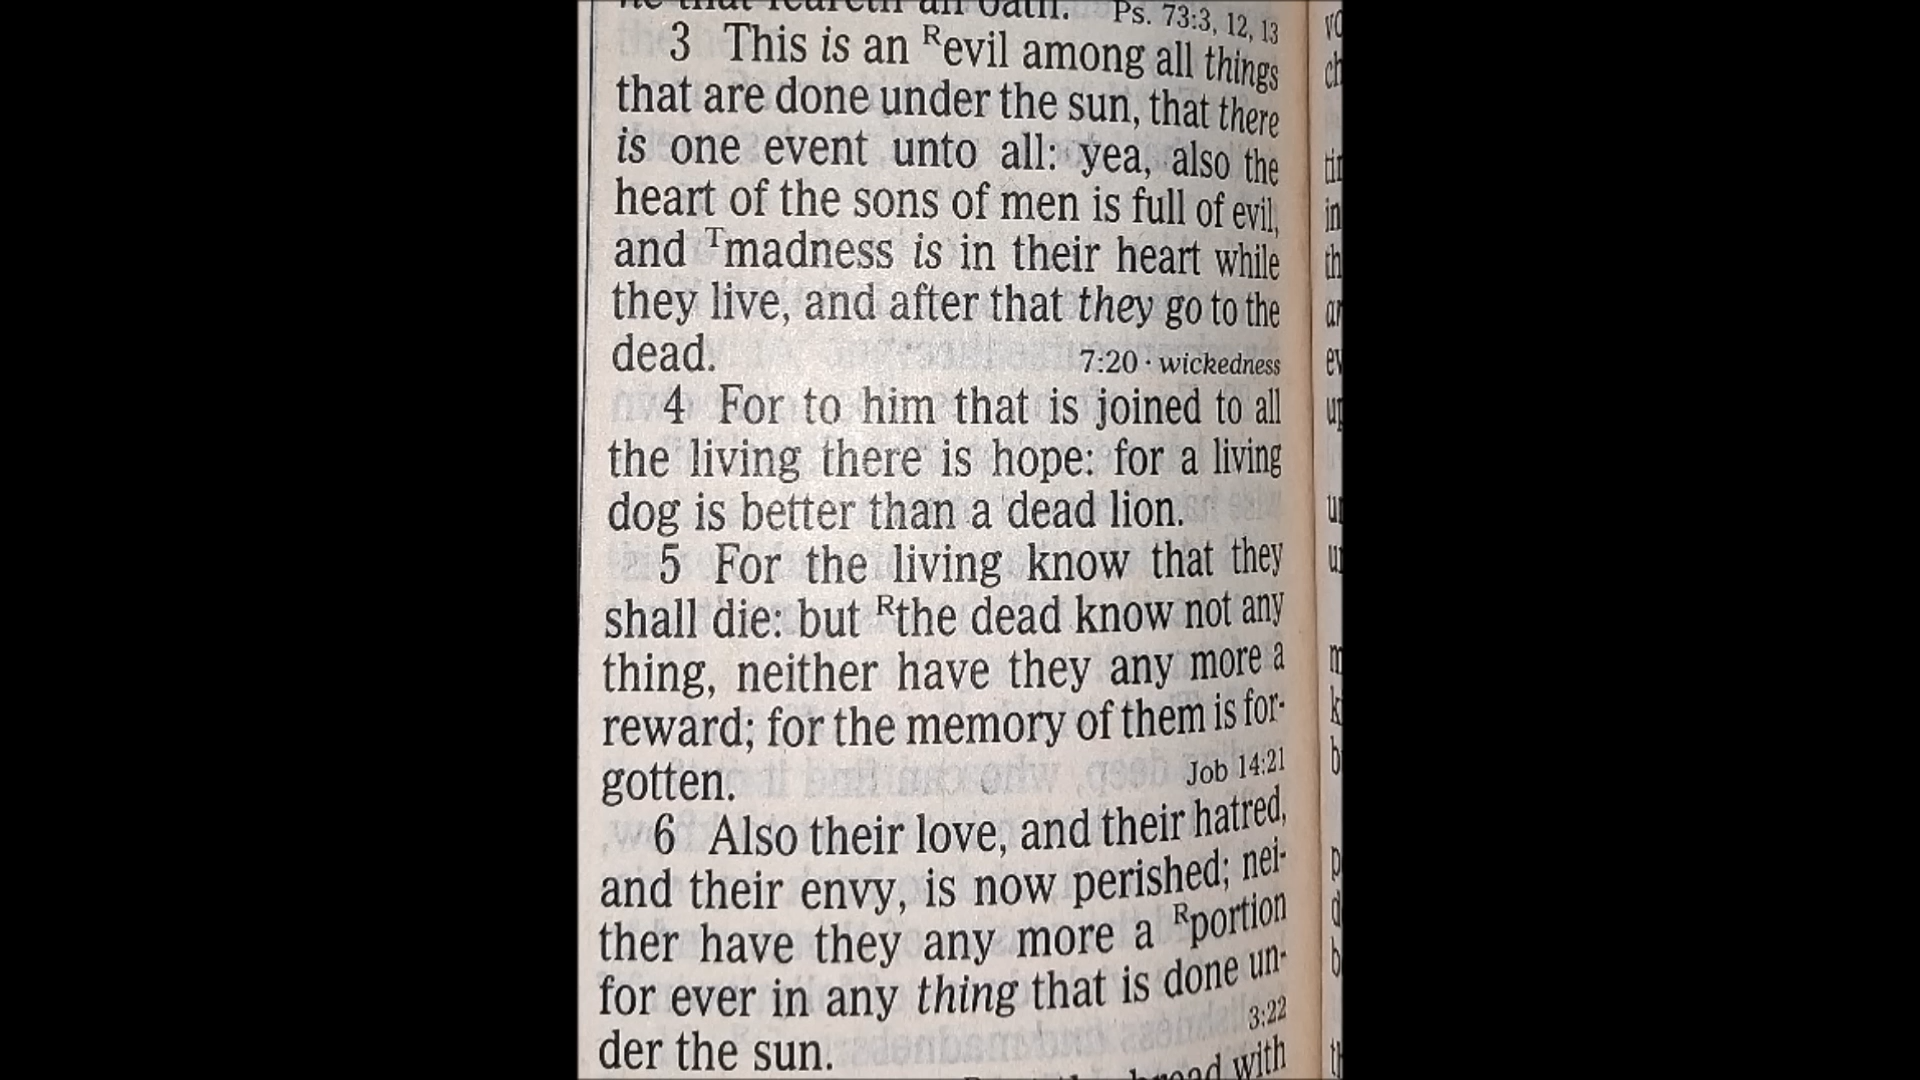 he that feareth an oath. Ps. 73:3, 12, 13
3 This is an ᴿevil among all things
that are done under the sun, that there
is one event unto all: yea, also the
heart of the sons of men is full of evil,
and ᵀmadness is in their heart while
they live, and after that they go to the
dead. 7:20 · wickedness
4 For to him that is joined to all
the living there is hope: for a living
dog is better than a dead lion.
5 For the living know that they
shall die: but ᴿthe dead know not any
thing, neither have they any more a
reward; for the memory of them is for-
gotten. Job 14:21
6 Also their love, and their hatred,
and their envy, is now perished; nei-
ther have they any more a ᴿportion
for ever in any thing that is done un-
der the sun. 3:22
with